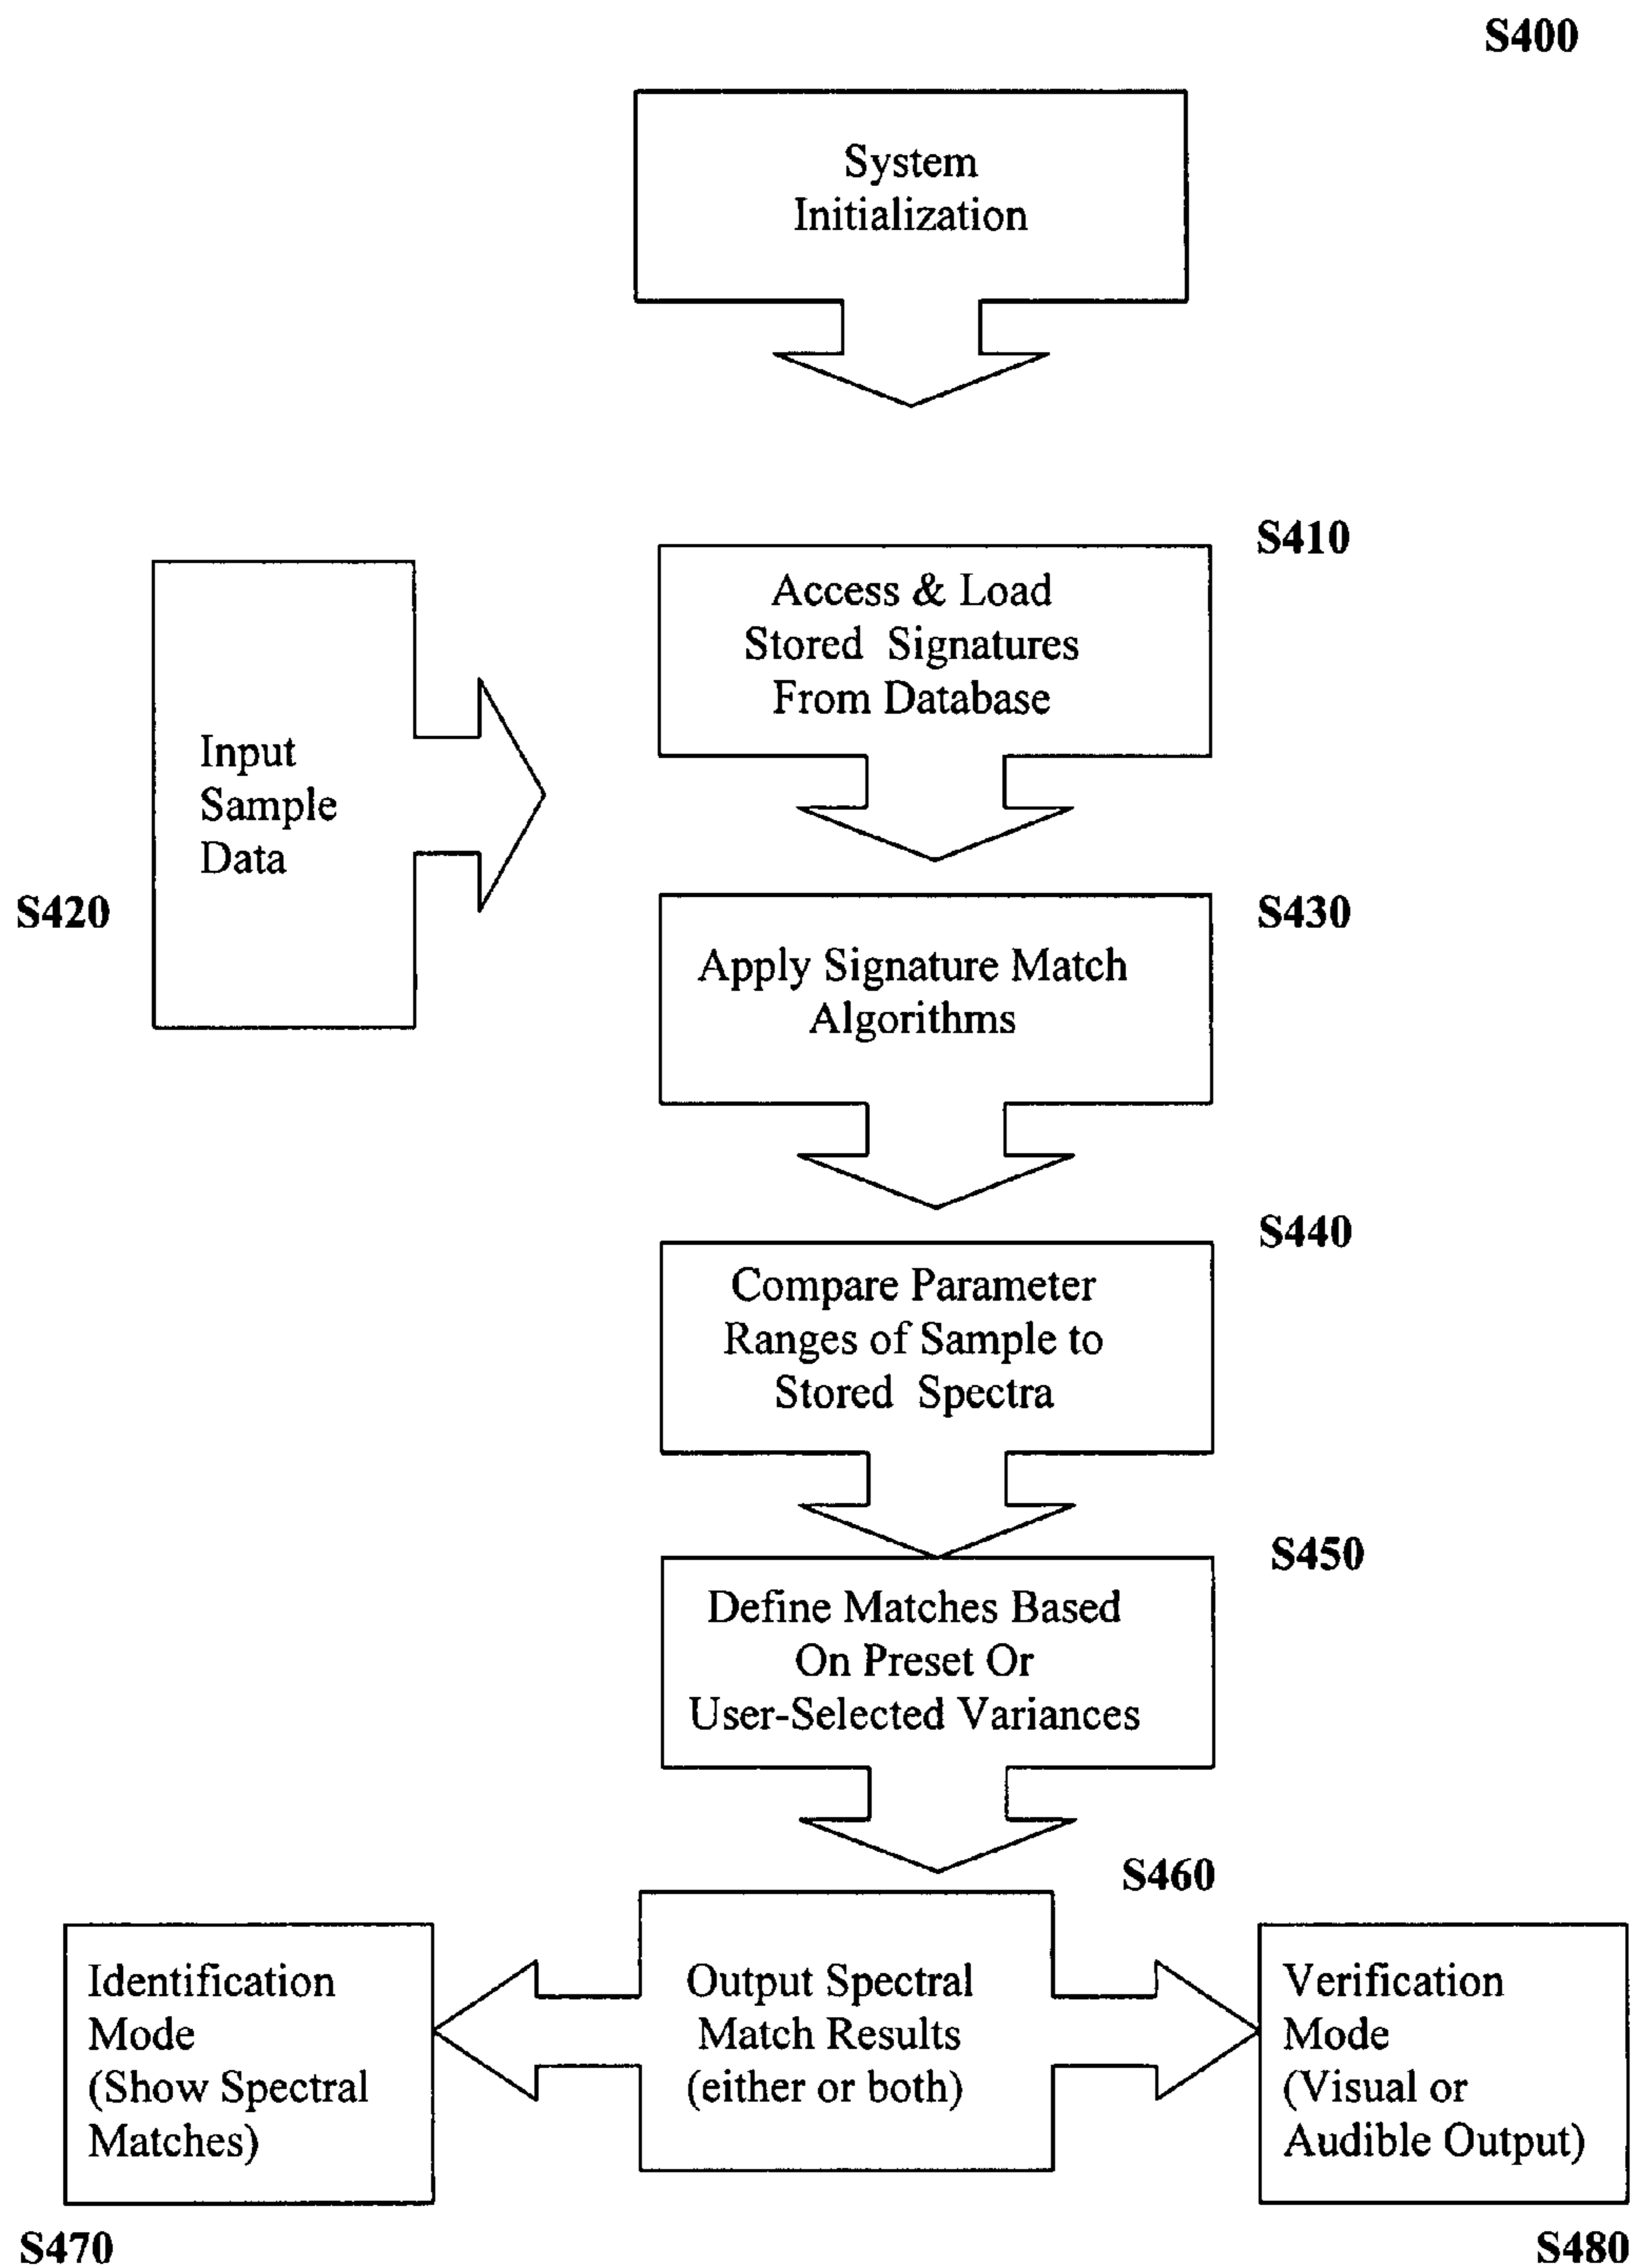 S400
System
Initialization
S410
Access & Load
Stored Signatures
From Database
Input
Sample
Data
S420
S430
Apply Signature Match
Algorithms
S440
Compare Parameter
Ranges of Sample to
Stored Spectra
S450
Define Matches Based
On Preset Or
User-Selected Variances
S460
Output Spectral
Match Results
(either or both)
Identification
Mode
(Show Spectral
Matches)
S470
Verification
Mode
(Visual or
Audible Output)
S480